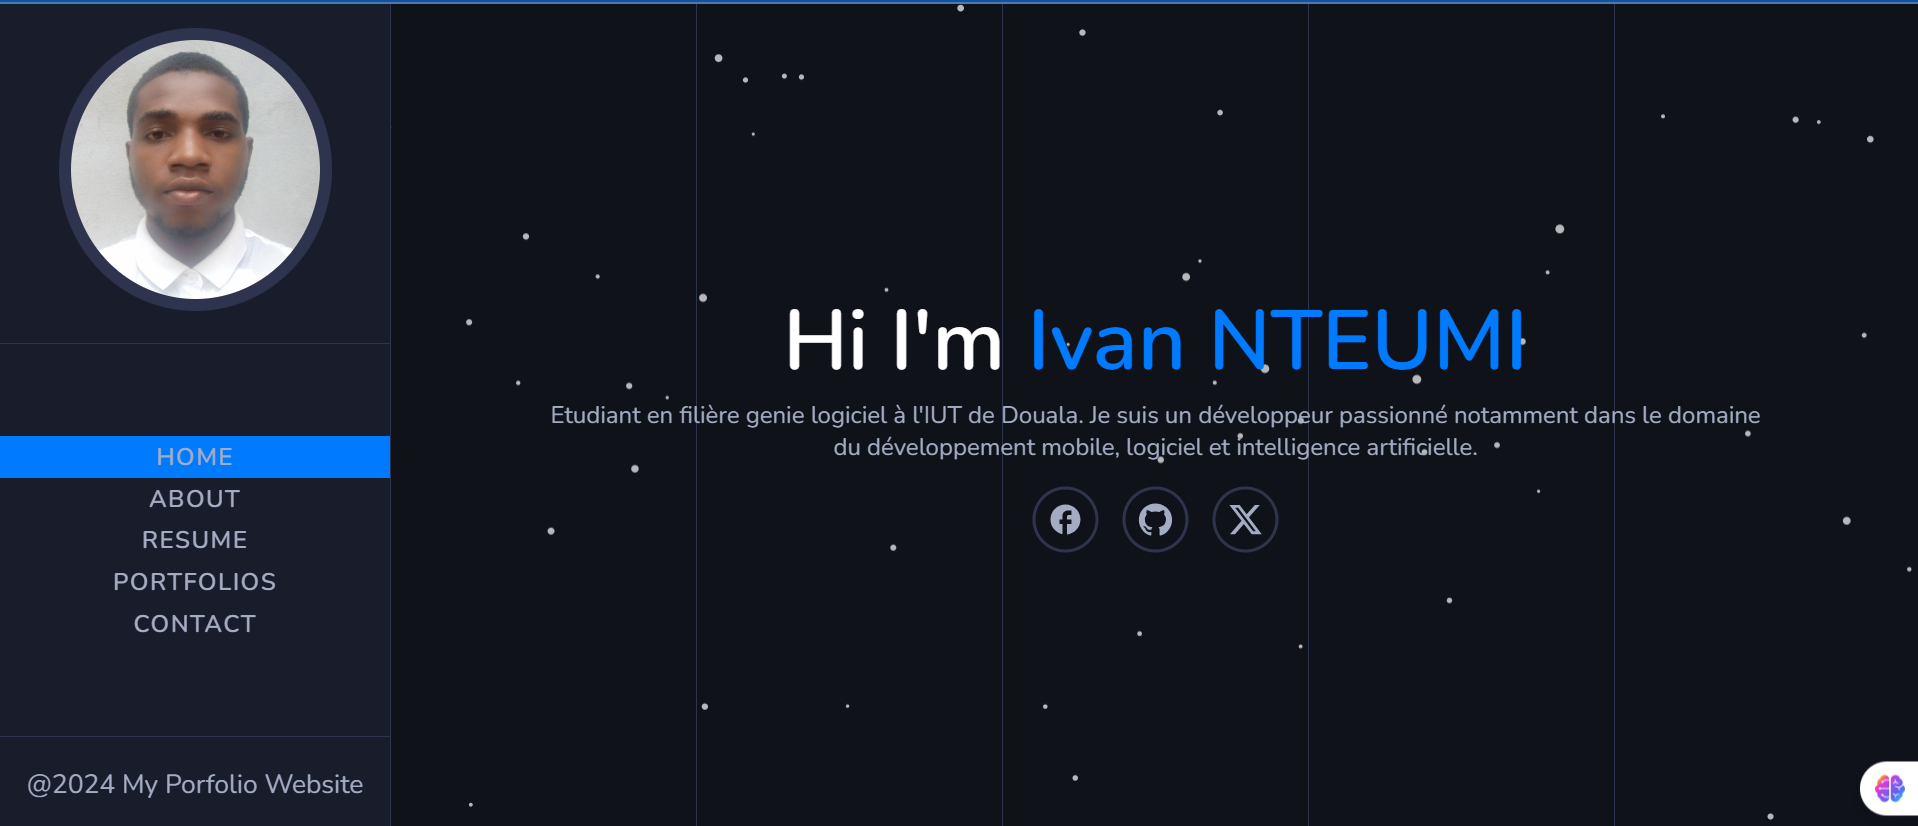 HOME
ABOUT
RESUME
PORTFOLIOS
CONTACT
@2024 My Porfolio Website
Hi I'm Ivan NTEUMI
Etudiant en filière genie logiciel à l'IUT de Douala. Je suis un développeur passionné notamment dans le domaine
du développement mobile, logiciel et intelligence artificielle.